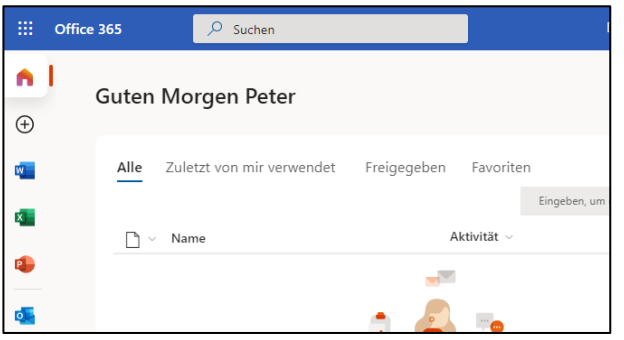 Office 365
Suchen
Guten Morgen Peter
Alle Zuletzt von mir verwendet Freigegeben Favoriten
Eingeben, um
Name Aktivität